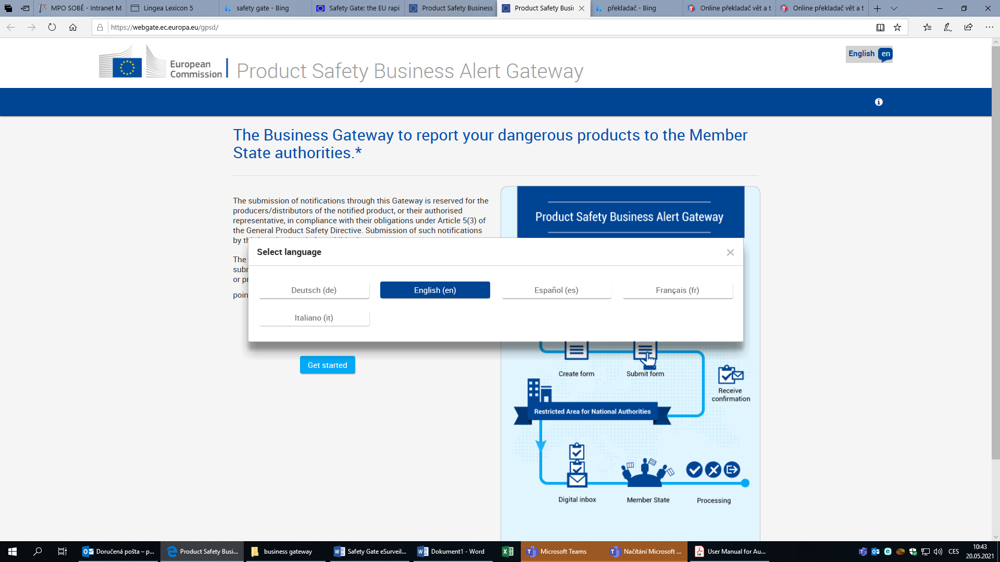 MPO SOBĚ - Intranet M
Lingea Lexicon 5
safety gate - Bing
Safety Gate: the EU rapi
Product Safety Business
Product Safety Busi
překladač - Bing
Online překladač vět a t
Online překladač vět a t
https://webgate.ec.europa.eu/gpsd/
European
Commission
Product Safety Business Alert Gateway
English en
The Business Gateway to report your dangerous products to the Member
State authorities.*
The submission of notifications through this Gateway is reserved for the
producers/distributors of the notified product, or their authorised
representative, in compliance with their obligations under Article 5(3) of
the General Product Safety Directive. Submission of such notifications
by
The
or
poin
Select language
Deutsch (de)
English (en)
Español (es)
Français (fr)
Italiano (it)
Get started
Product Safety Business Alert Gateway
Create form
Submit form
Receive
confirmation
Restricted Area for National Authorities
Digital inbox
Member State
Processing
Doručená pošta – p...
Product Safety Busi...
business gateway
Safety Gate eSurveil...
Dokument1 - Word
Microsoft Teams
Načítání Microsoft ...
User Manual for Au...
CES
10:43
20.05.2021